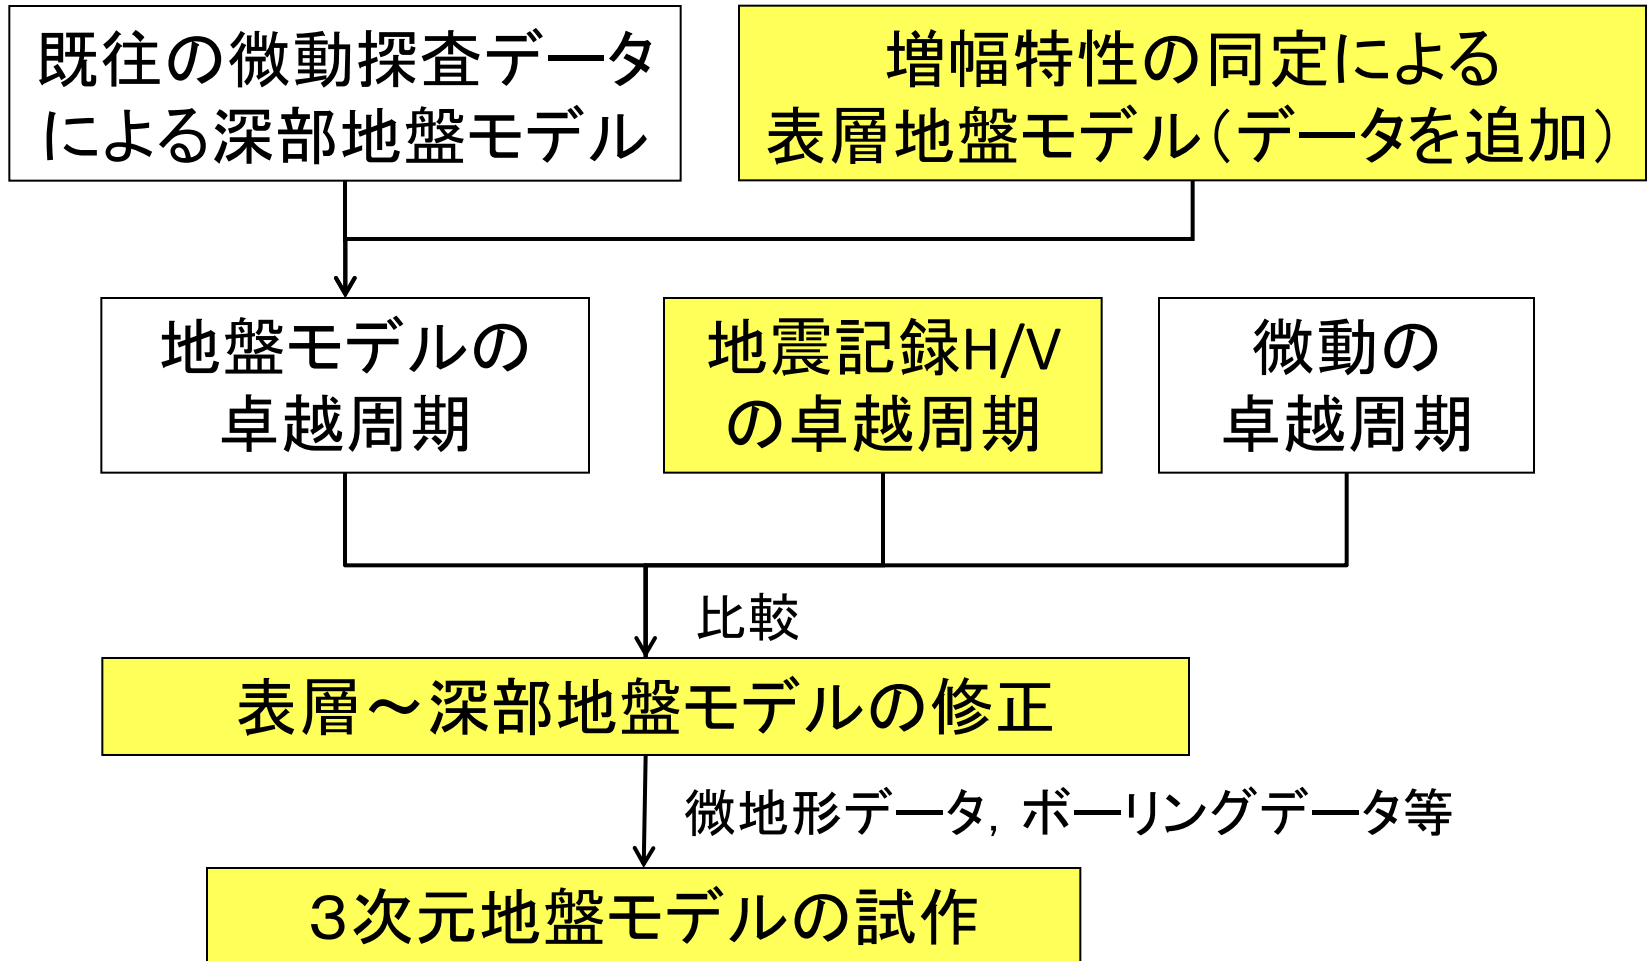 既往の微動探査データ
による深部地盤モデル
増幅特性の同定による
表層地盤モデル（データを追加）
地盤モデルの
卓越周期
地震記録H/V
の卓越周期
微動の
卓越周期
比較
表層～深部地盤モデルの修正
微地形データ，ボーリングデータ等
３次元地盤モデルの試作